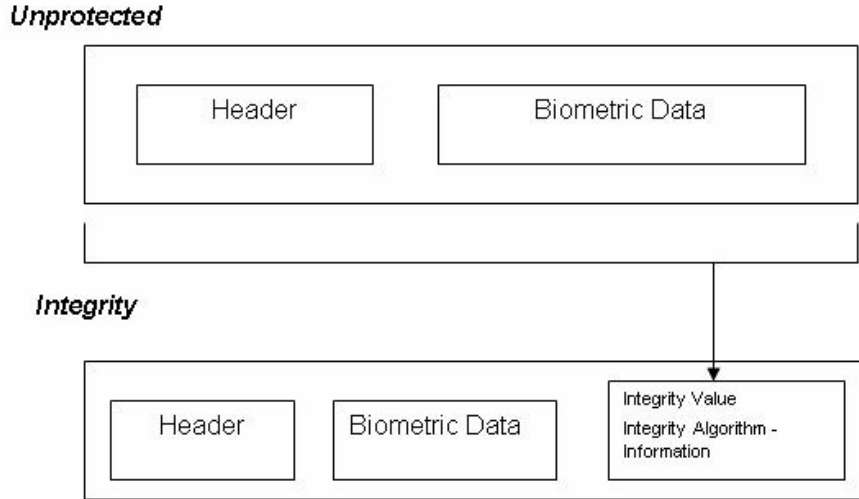 Unprotected
Header
Biometric Data
Integrity
Header
Biometric Data
Integrity Value
Integrity Algorithm -
Information